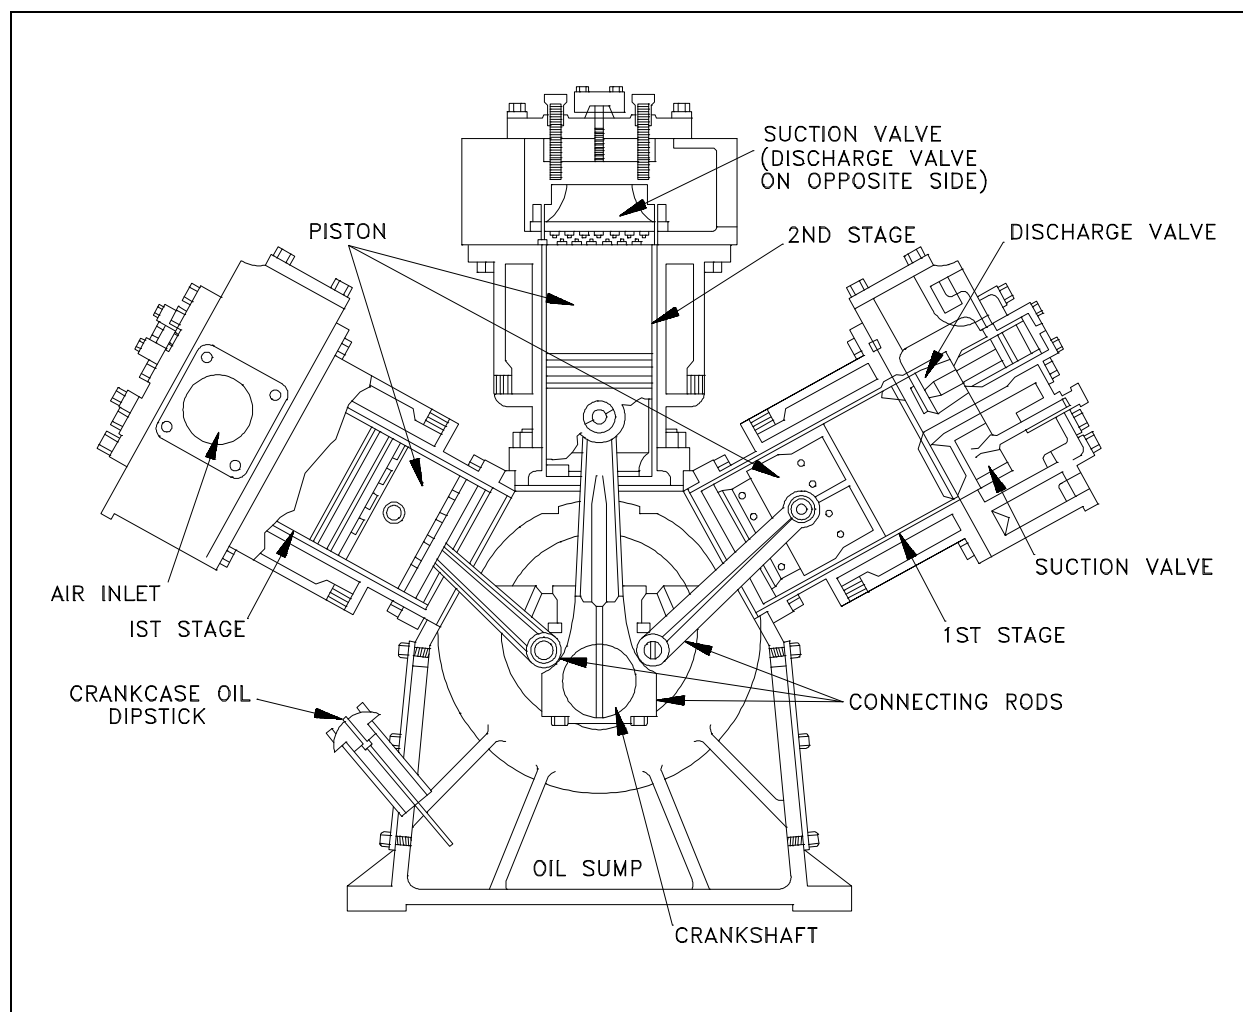 SUCTION VALVE
(DISCHARGE VALVE
ON OPPOSITE SIDE)
PISTON
2ND STAGE
DISCHARGE VALVE
AIR INLET
IST STAGE
SUCTION VALVE
1ST STAGE
CRANKCASE OIL
DIPSTICK
CONNECTING RODS
OIL SUMP
CRANKSHAFT